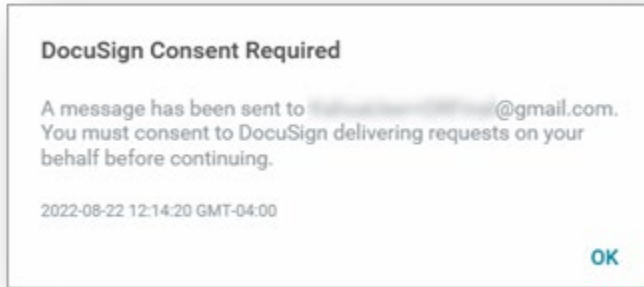 DocuSign Consent Required
A message has been sent to @gmail.com.
You must consent to DocuSign delivering requests on your
behalf before continuing.
2022-08-22 12:14:20 GMT-04:00
OK